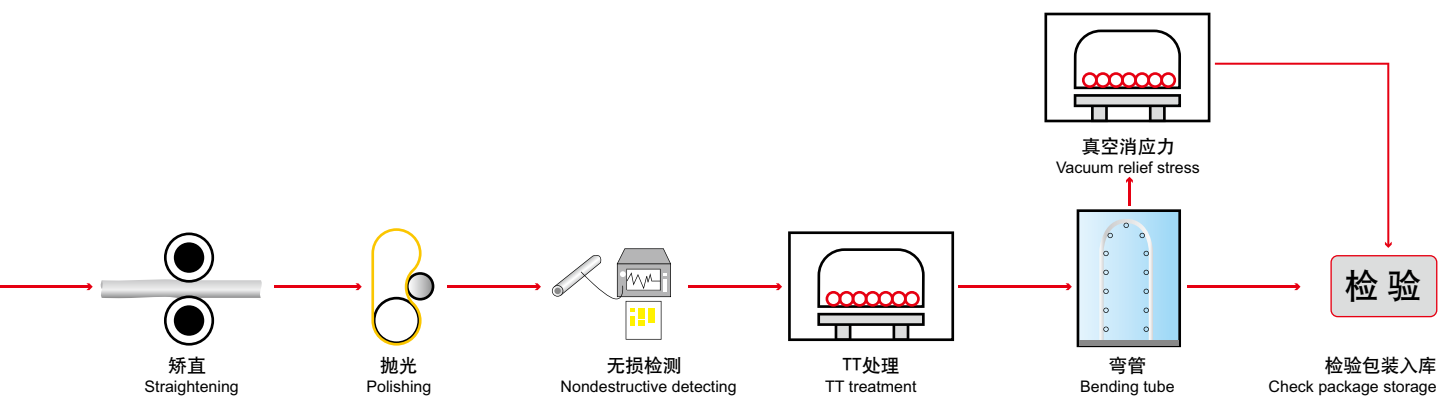 真空消应力
Vacuum relief stress
检 验
矫直
Straightening
抛光
Polishing
无损检测
Nondestructive detecting
TT处理
TT treatment
弯管
Bending tube
检验包装入库
Check package storage